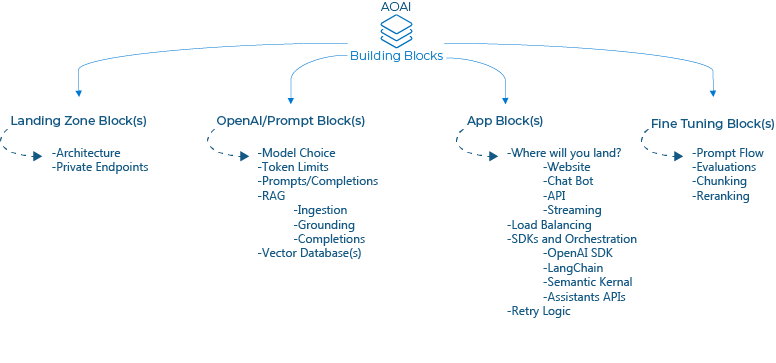 AOAI
Building Blocks
Landing Zone Block(s)
-Architecture
-Private Endpoints
OpenAI/Prompt Block(s)
-Model Choice
-Token Limits
-Prompts/Completions
-RAG
-Ingestion
-Grounding
-Completions
-Vector Database(s)
App Block(s)
-Where will you land?
-Website
-Chat Bot
-API
-Streaming
-Load Balancing
-SDKs and Orchestration
-OpenAI SDK
-LangChain
-Semantic Kernal
-Assistants APIs
-Retry Logic
Fine Tuning Block(s)
-Prompt Flow
-Evaluations
-Chunking
-Reranking